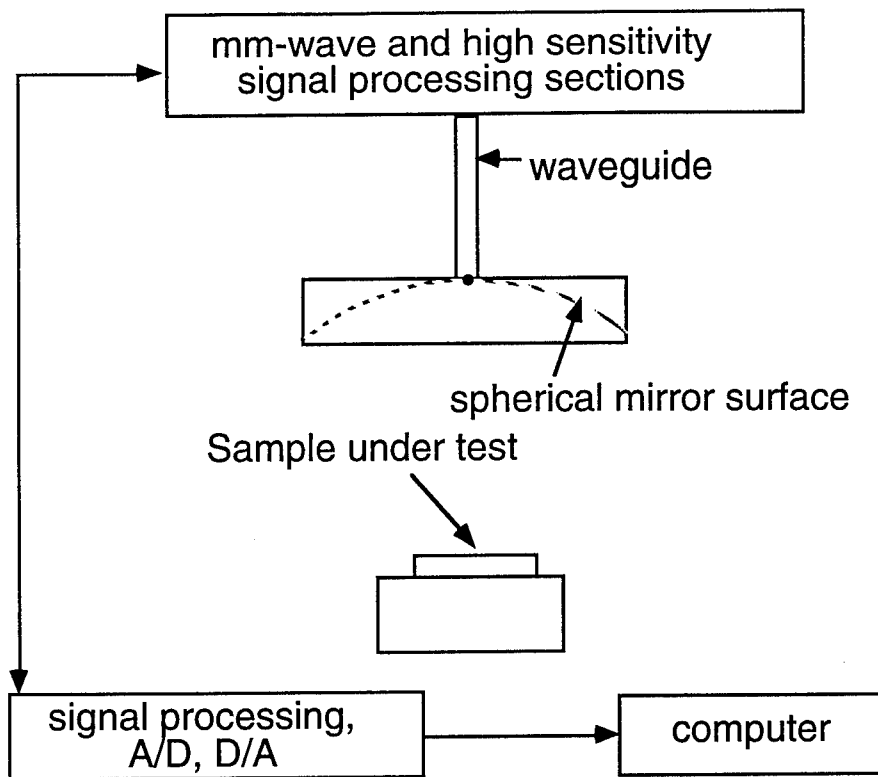 mm-wave and high sensitivity
signal processing sections
waveguide
spherical mirror surface
Sample under test
signal processing,
A/D, D/A
computer